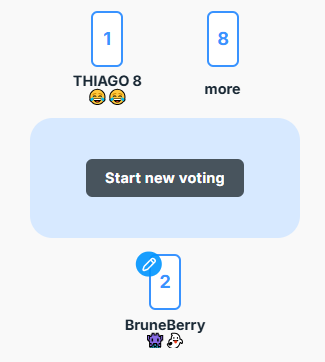 1
8
THIAGO 8
😂😂
more
Start new voting
2
BruneBerry
👾👻